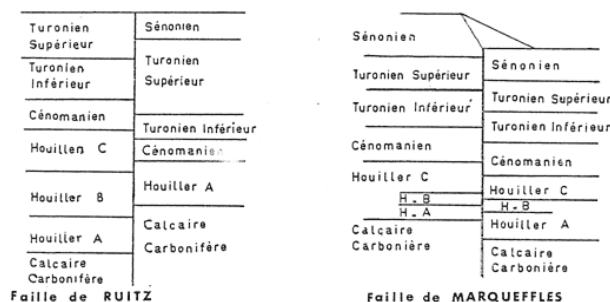 Turonien
Supérieur
Turonien
Inférieur
Cénomanien
Houiller C
Houiller B
Houiller A
Calcaire
Carbonifère
Sénonien
Turonien
Supérieur
Turonien Inférieur
Cénomanien
Houiller A
Calcaire
Carbonifère
Faille de RUITZ
Sénonien
Turonien Supérieur
Turonien Inférieur
Cénomanien
Houiller C
H.B
H.A
Calcaire
Carbonière
Sénonien
Turonien Supérieur
Turonien Inférieur
Cénomanien
Houiller C
H.B
Houiller A
Calcaire
Carbonière
Faille de MARQUEFFLES